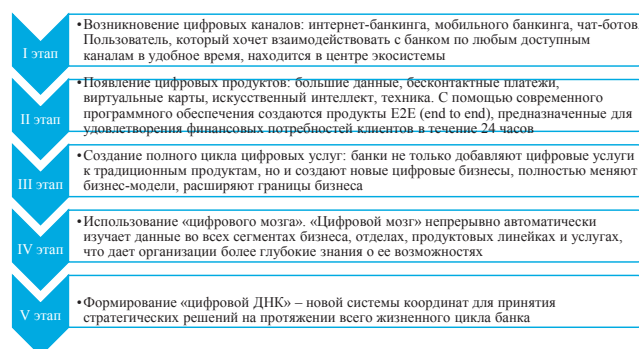 I этап
•Возникновение цифровых каналов: интернет-банкинга, мобильного банкинга, чат-ботов.
Пользователь, который хочет взаимодействовать с банком по любым доступным
каналам в удобное время, находится в центре экосистемы
II этап
•Появление цифровых продуктов: большие данные, бесконтактные платежи,
виртуальные карты, искусственный интеллект, техника. С помощью современного
программного обеспечения создаются продукты E2E (end to end), предназначенные для
удовлетворения финансовых потребностей клиентов в течение 24 часов
III этап
•Создание полного цикла цифровых услуг: банки не только добавляют цифровые услуги
к традиционным продуктам, но и создают новые цифровые бизнесы, полностью меняют
бизнес-модели, расширяют границы бизнеса
IV этап
•Использование «цифрового мозга». «Цифровой мозг» непрерывно автоматически
изучает данные во всех сегментах бизнеса, отделах, продуктовых линейках и услугах,
что дает организации более глубокие знания о ее возможностях
V этап
•Формирование «цифровой ДНК» – новой системы координат для принятия
стратегических решений на протяжении всего жизненного цикла банка